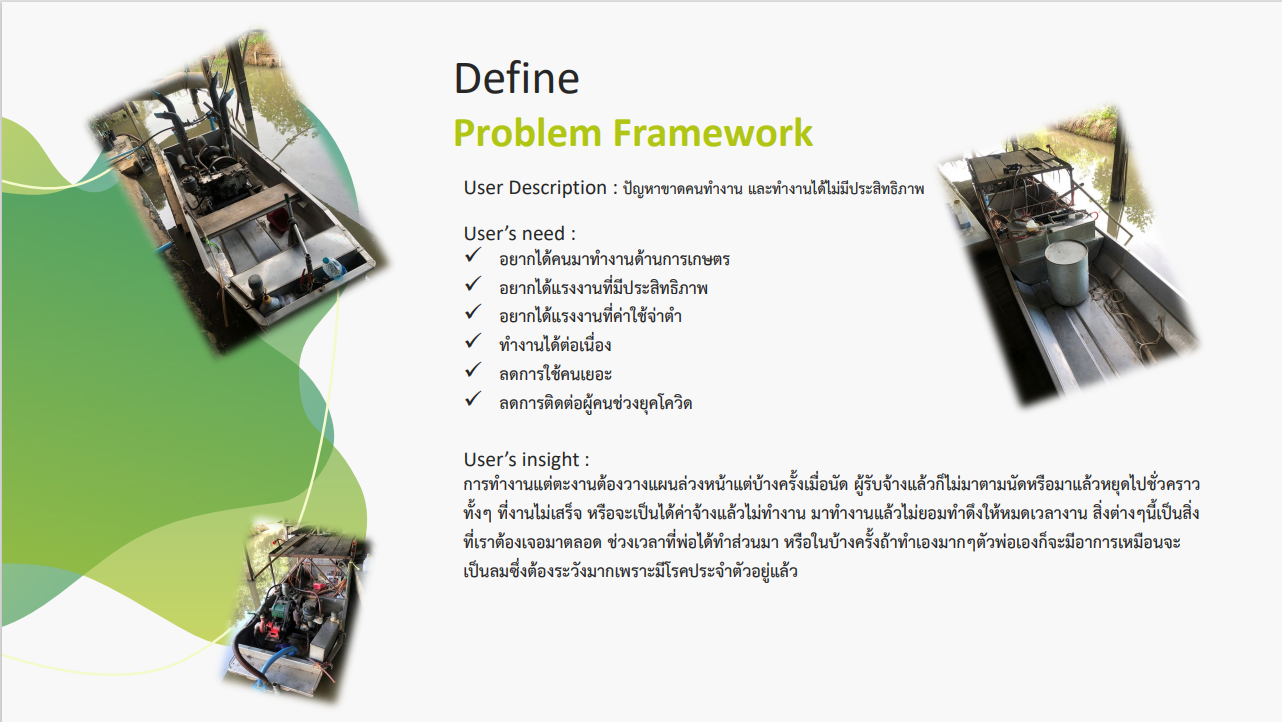 Define
Problem Framework
User Description : ปัญหาขาดคนทำงาน และทำงานได้ไม่มีประสิทธิภาพ
User’s need :
✓ อยากได้คนมาทำงานด้านการเกษตร
✓ อยากได้แรงงานที่มีประสิทธิภาพ
✓ อยากได้แรงงานที่ค่าใช้จ่าตำ
✓ ทำงานได้ต่อเนื่อง
✓ ลดการใช้คนเยอะ
✓ ลดการติดต่อผู้คนช่วงยุคโควิด
User’s insight :
การทำงานแต่ตะงานต้องวางแผนล่วงหน้าแต่บ้างครั้งเมื่อนัด ผู้รับจ้างแล้วก็ไม่มาตามนัดหรือมาแล้วหยุดไปชั่วคราว
ทั้งๆ ที่งานไม่เสร็จ หรือจะเป็นได้ค่าจ้างแล้วไม่ทำงาน มาทำงานแล้วไม่ยอมทำดึงให้หมดเวลางาน สิ่งต่างๆนี้เป็นสิ่ง
ที่เราต้องเจอมาตลอด ช่วงเวลาที่พ่อได้ทำส่วนมา หรือในบ้างครั้งถ้าทำเองมากๆตัวพ่อเองก็จะมีอาการเหมือนจะ
เป็นลมซึ่งต้องระวังมากเพราะมีโรคประจำตัวอยู่แล้ว